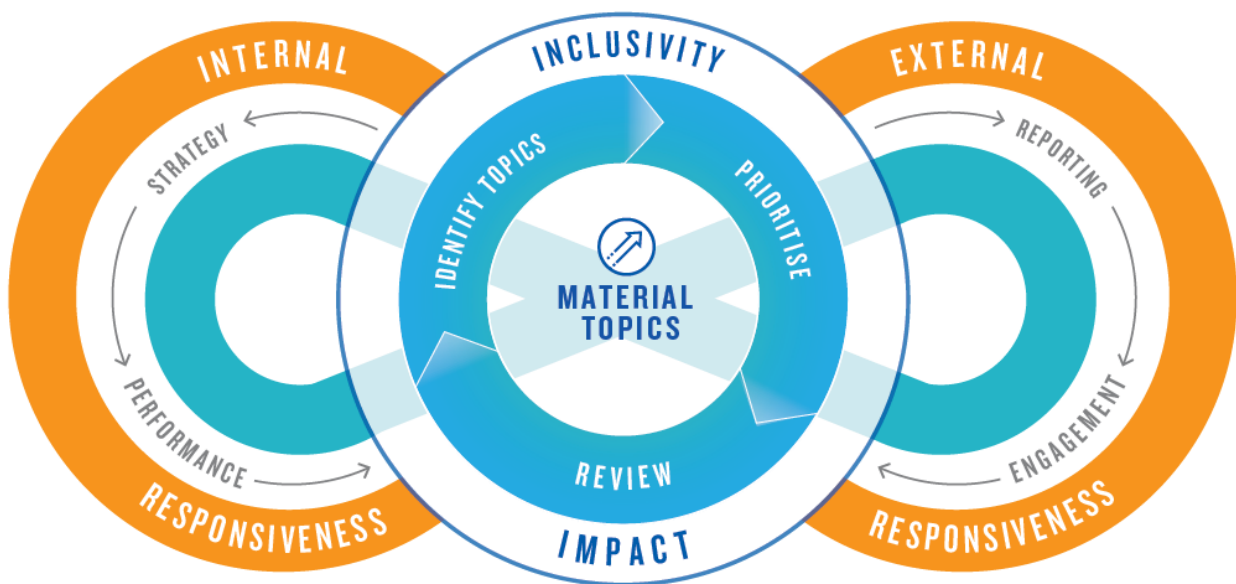 INTERNAL
STRATEGY
PERFORMANCE
RESPONSIVENESS
INCLUSIVITY
IDENTIFY TOPICS
PRIORITISE
MATERIAL
TOPICS
REVIEW
IMPACT
EXTERNAL
REPORTING
ENGAGEMENT
RESPONSIVENESS